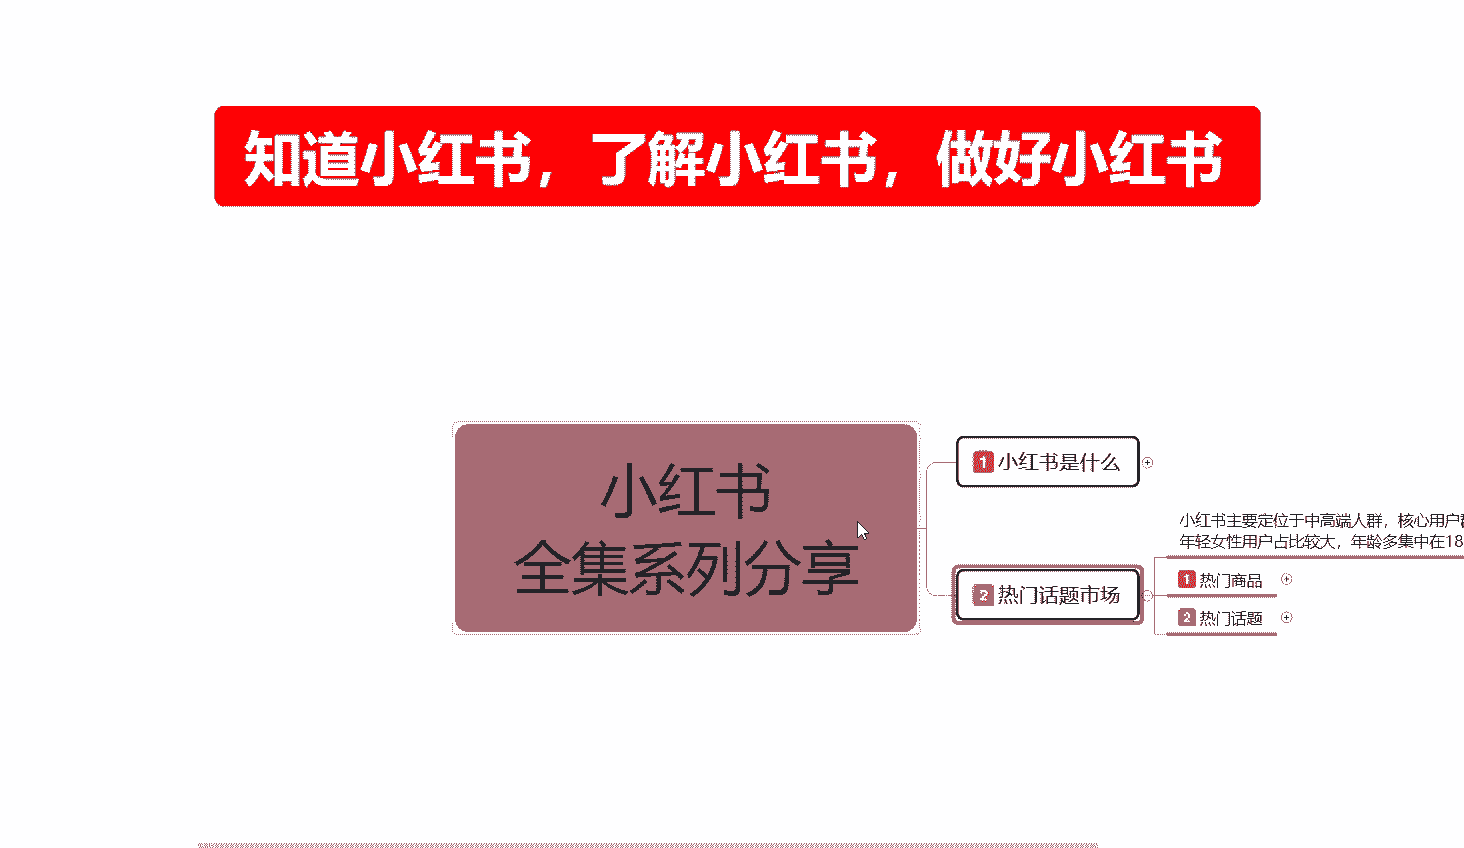 知道小红书，了解小红书，做好小红书
小红书
全集系列分享
1 小红书是什么
小红书主要定位于中高端人群，核心用户
年轻女性用户占比较大，年龄多集中在18
1 热门商品
2 热门话题市场
2 热门话题